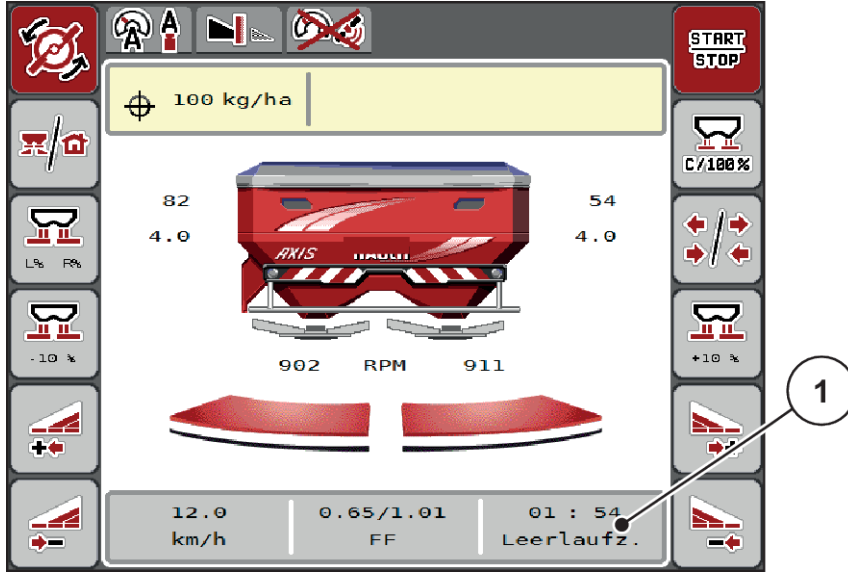 START
STOP
100 kg/ha
C/100%
82
54
4.0
4.0
L% R%
AXIS RAUCH
-10 %
+10 %
902 RPM 911
1
12.0
0.65/1.01
01 : 54
km/h
FF
Leerlaufz.